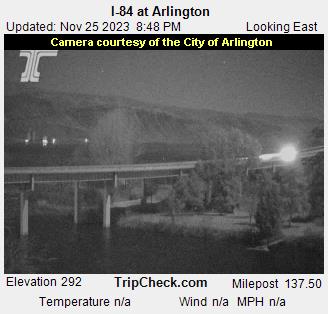 I-84 at Arlington
Updated: Nov 25 2023 8:48 PM Looking East
Camera courtesy of the City of Arlington
Elevation 292 TripCheck.com Milepost 137.50
Temperature n/a Wind n/a MPH n/a